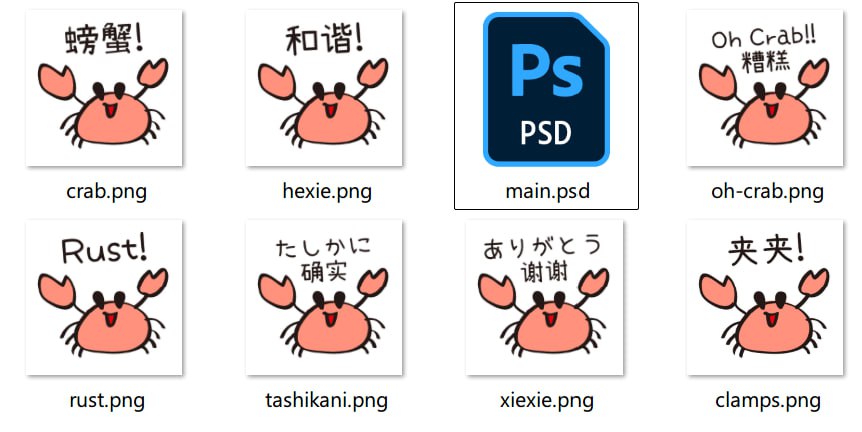 螃蟹!
crab.png
和谐!
hexie.png
Ps
PSD
main.psd
Oh Crab!!
糟糕
oh-crab.png
Rust!
rust.png
たしかに
确实
tashikani.png
ありがとう
谢谢
xiexie.png
夹夹!
clamps.png